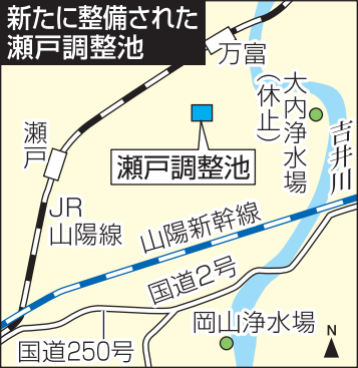 新たに整備された
瀬戸調整池
万富
大内浄水場
(休止)
吉井川
瀬戸
瀬戸調整池
JR
山陽線
山陽新幹線
国道2号
国道250号
岡山浄水場
N